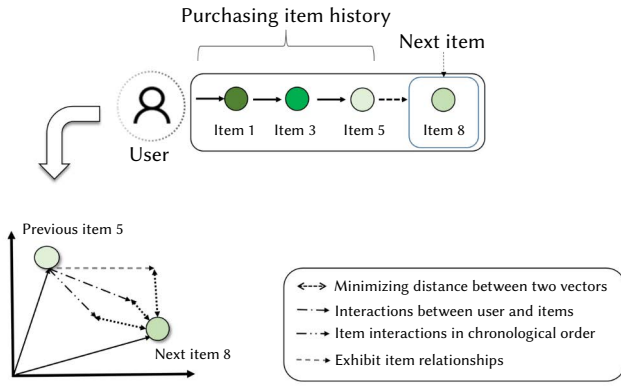 Purchasing item history
Next item
Item 1
Item 3
Item 5
Item 8
User
Previous item 5
Next item 8
Minimizing distance between two vectors
Interactions between user and items
Item interactions in chronological order
Exhibit item relationships